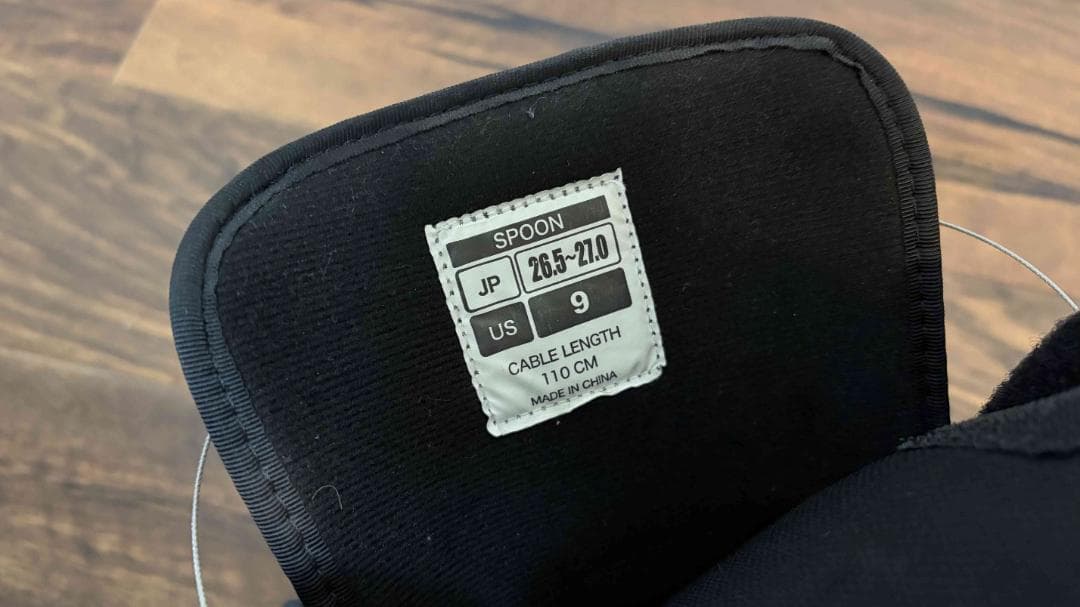 SPOON
JP 26.5~27.0
US 9
CABLE LENGTH
110 CM
MADE IN CHINA